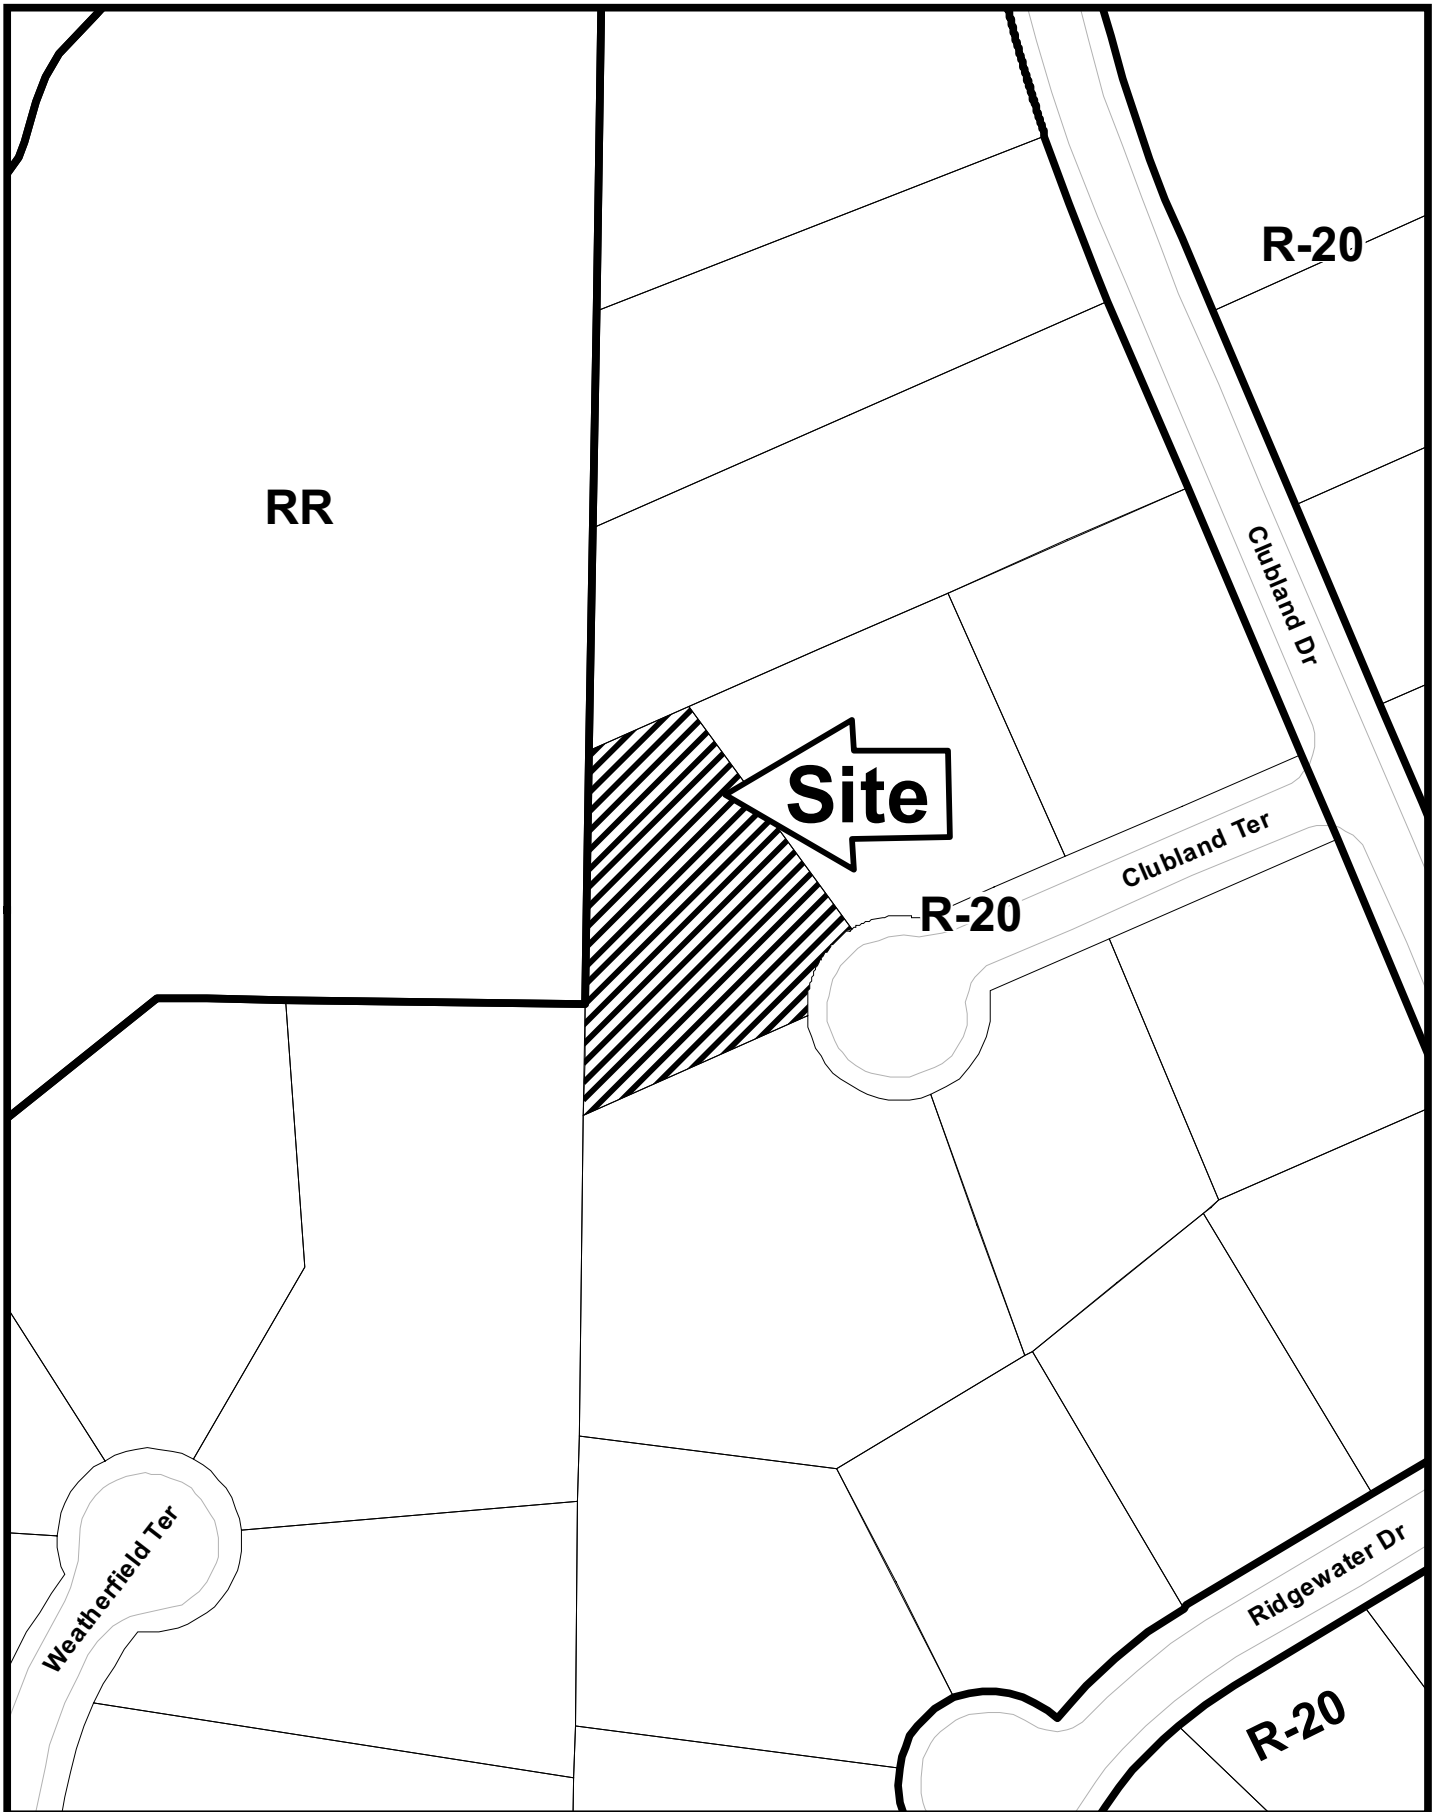 R-20
RR
Clubland Dr
Site
Clubland Ter
R-20
Weatherfield Ter
Ridgewater Dr
R-20